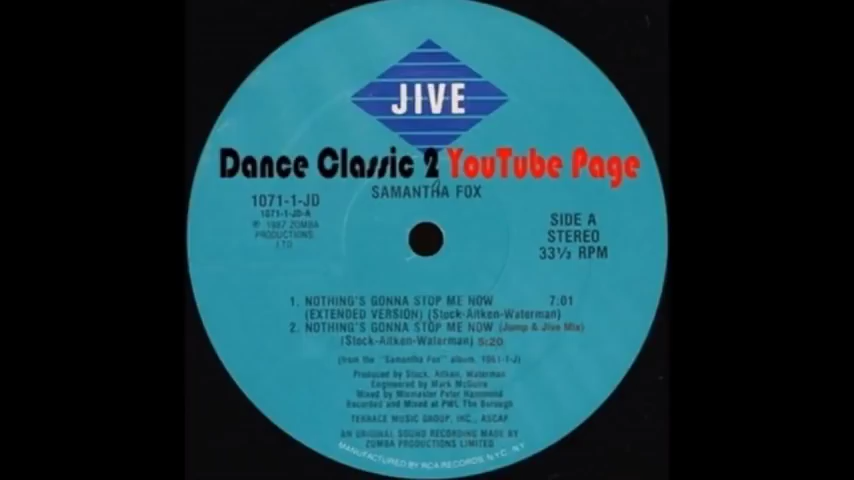 JIVE
Dance Classic 2 YouTube Page
SAMANTHA FOX
1071-1-JD
1071-1-JD-A
℗ 1987 ZOMBA
PRODUCTIONS,
LTD
SIDE A
STEREO
33⅓ RPM
1. NOTHING'S GONNA STOP ME NOW 7:01
(EXTENDED VERSION) (Stock-Aitken-Waterman)
2. NOTHING'S GONNA STOP ME NOW (Jump & Jive Mix)
(Stock-Aitken-Waterman) 5:20
(from the "Samantha Fox" album, 1061-1-J)
Produced by Stock, Aitken, Waterman
Engineered by Mark McGuire
Mixed by Mixmaster Peter Hammond
Recorded and Mixed at PWL The Borough
TERRACE MUSIC GROUP, INC., ASCAP
AN ORIGINAL SOUND RECORDING MADE BY
ZOMBA PRODUCTIONS LIMITED
MANUFACTURED BY RCA RECORDS, N.Y.C., N.Y.